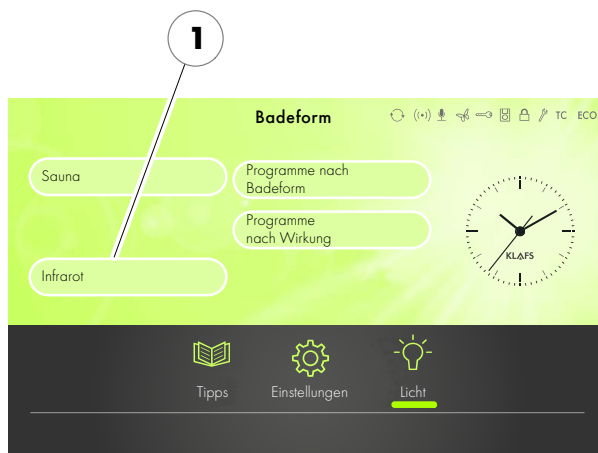 1
Badeform
TC ECO
Sauna
Programme nach
Badeform
Programme
nach Wirkung
Infrarot
KLAFS
Tipps
Einstellungen
Licht